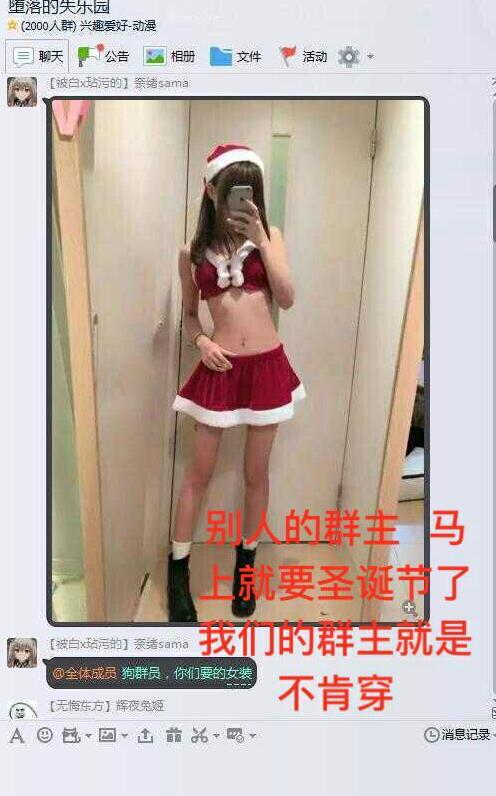 堕落的失乐园
(2000人群) 兴趣爱好-动漫
聊天 公告 相册 文件 活动
【被白x玷污的】奈绪sama
别人的群主 马
上就要圣诞节了
我们的群主就是
不肯穿
【被白x玷污的】奈绪sama
@全体成员 狗群员，你们要的女装
【无悔东方】辉夜兔姬
消息记录